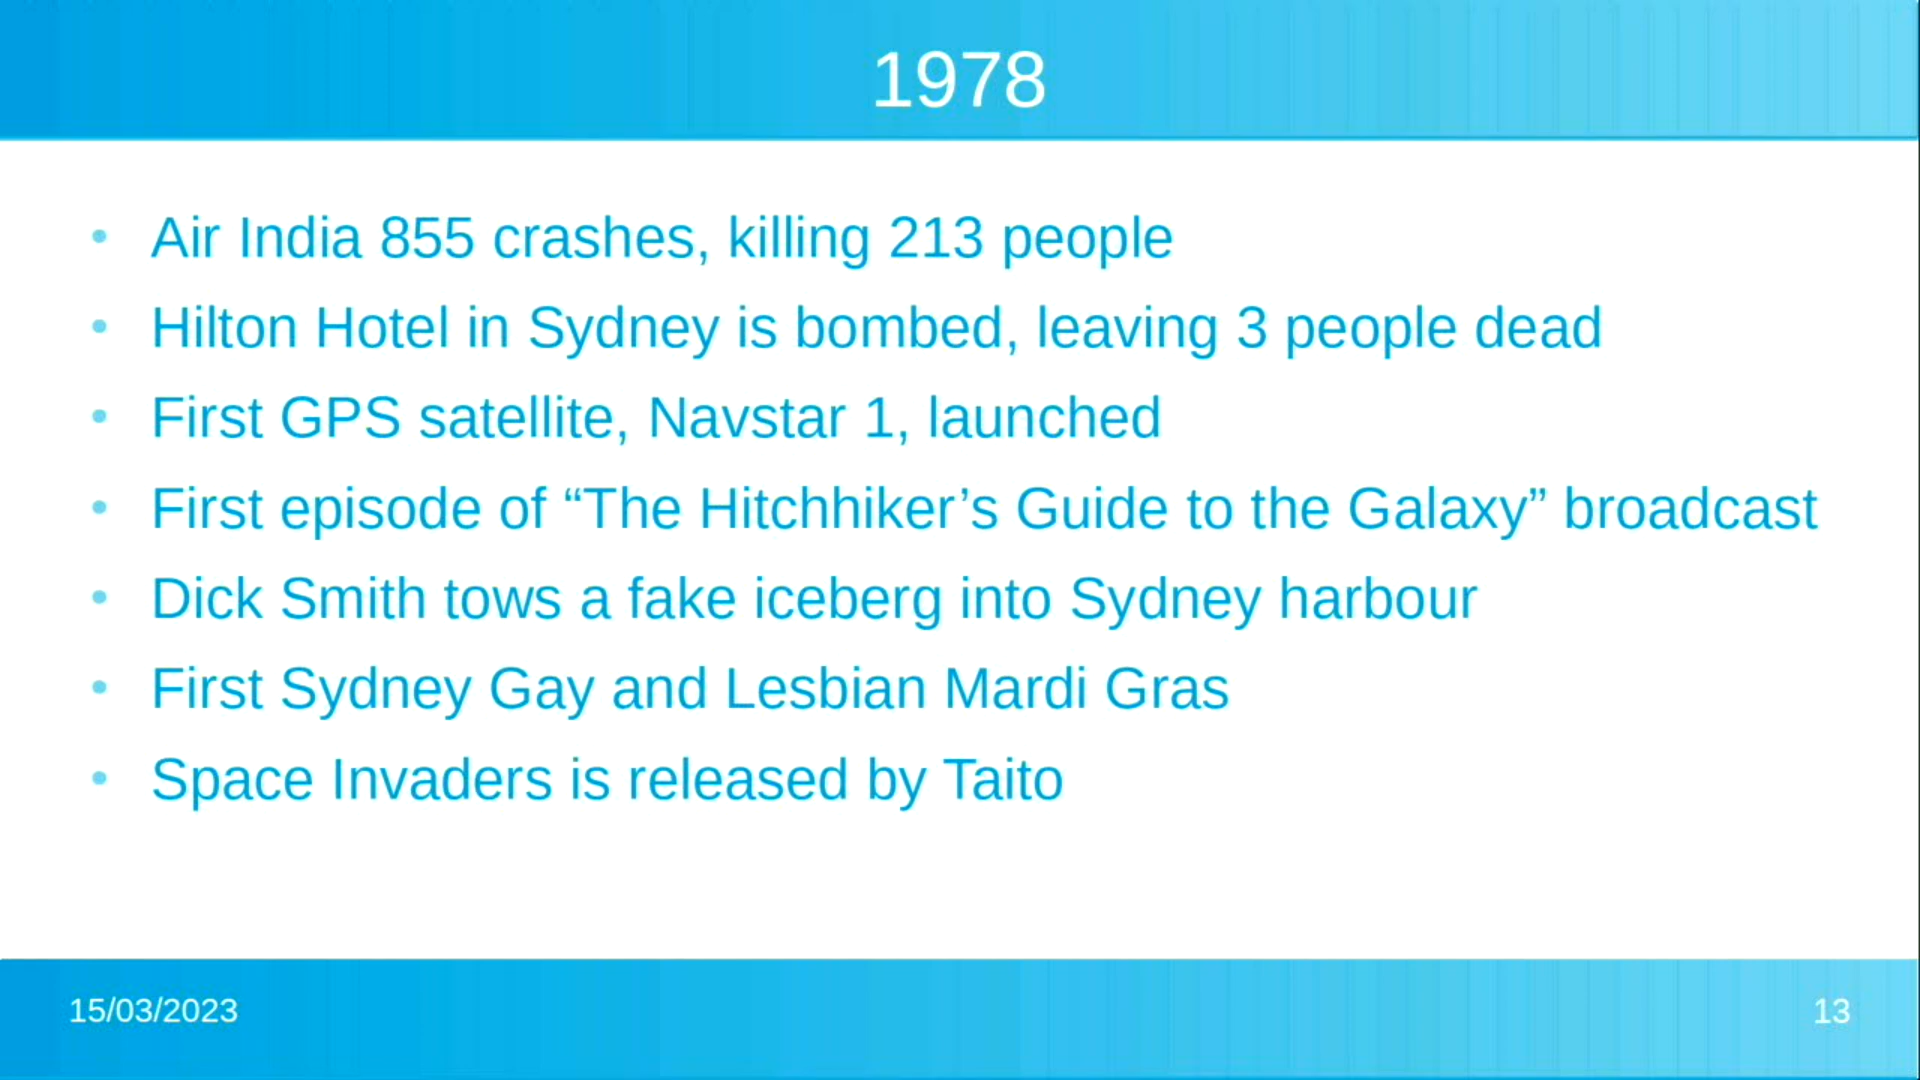 1978
• Air India 855 crashes, killing 213 people
• Hilton Hotel in Sydney is bombed, leaving 3 people dead
• First GPS satellite, Navstar 1, launched
• First episode of “The Hitchhiker’s Guide to the Galaxy” broadcast
• Dick Smith tows a fake iceberg into Sydney harbour
• First Sydney Gay and Lesbian Mardi Gras
• Space Invaders is released by Taito
15/03/2023
13